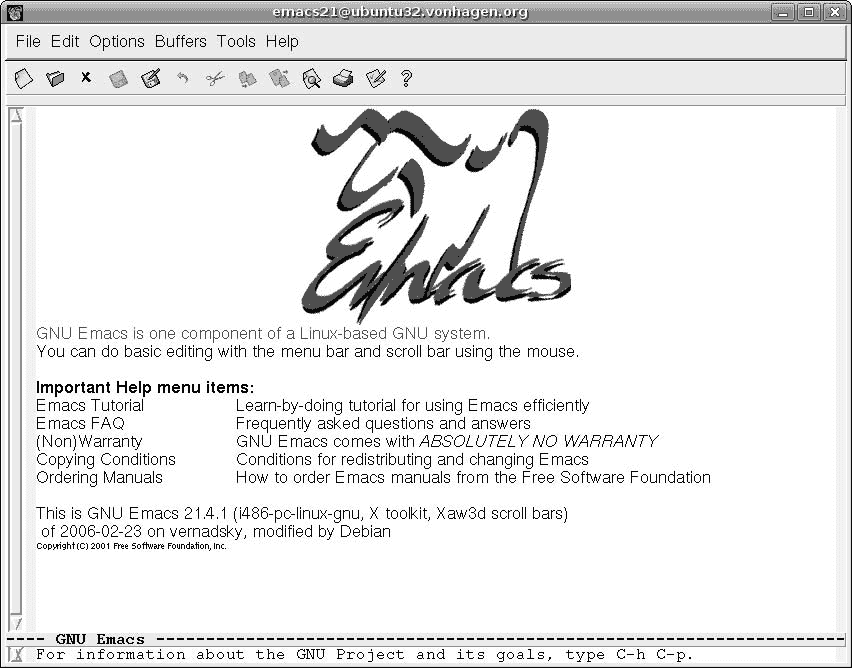 emacs21@ubuntu32.vonhagen.org
File Edit Options Buffers Tools Help
Emacs
GNU Emacs is one component of a Linux-based GNU system.
You can do basic editing with the menu bar and scroll bar using the mouse.
Important Help menu items:
Emacs Tutorial Learn-by-doing tutorial for using Emacs efficiently
Emacs FAQ Frequently asked questions and answers
(Non)Warranty GNU Emacs comes with ABSOLUTELY NO WARRANTY
Copying Conditions Conditions for redistributing and changing Emacs
Ordering Manuals How to order Emacs manuals from the Free Software Foundation
This is GNU Emacs 21.4.1 (i486-pc-linux-gnu, X toolkit, Xaw3d scroll bars)
of 2006-02-23 on vernadsky, modified by Debian
Copyright (C) 2001 Free Software Foundation, Inc.
---- GNU Emacs ----------------------------------------------------------------------
For information about the GNU Project and its goals, type C-h C-p.